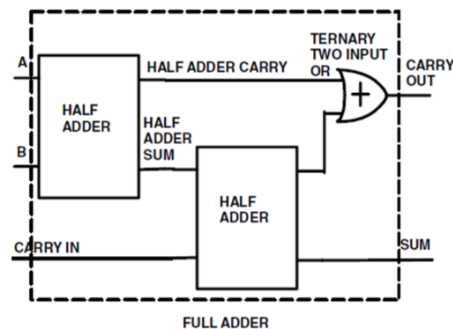 TERNARY
TWO INPUT
OR
CARRY
OUT
A
HALF ADDER CARRY
HALF
ADDER
HALF
ADDER
SUM
B
HALF
ADDER
CARRY IN
SUM
FULL ADDER